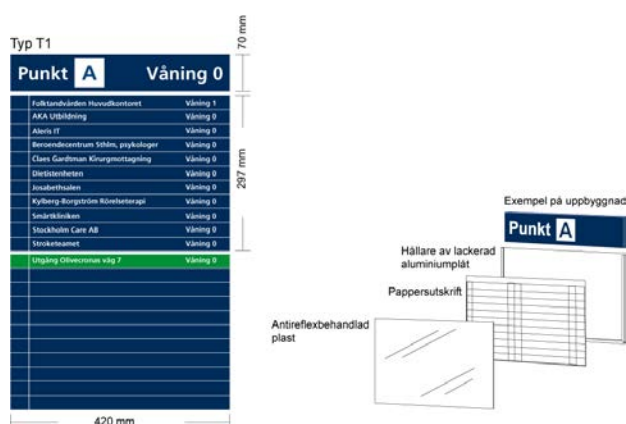 Typ T1
70 mm
Punkt A Våning 0
Folktandvården Huvudkontoret Våning 1
AKA Utbildning Våning 0
Aleris IT Våning 0
Beroendecentrum Sthlm, psykologer Våning 0
Claes Gardtman Kirurgmottagning Våning 0
Dietistenheten Våning 0
Josabethsalen Våning 0
Kylberg-Borgström Rörelseterapi Våning 0
Smärtkliniken Våning 0
Stockholm Care AB Våning 0
Stroketeamet Våning 0
297 mm
Utgång Olivecronas väg 7 Våning 0
420 mm
Exempel på uppbyggnad
Punkt A
Hållare av lackerad
aluminiumplåt
Pappersutskrift
Antireflexbehandlad
plast